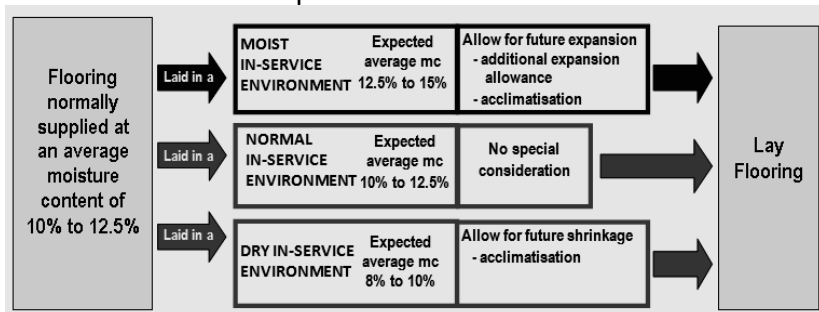 Flooring
normally
supplied at
an average
moisture
content of
10% to 12.5%
Laid in a
MOIST
IN-SERVICE
ENVIRONMENT
Expected
average mc
12.5% to 15%
Allow for future expansion
- additional expansion
allowance
- acclimatisation
Laid in a
NORMAL
IN-SERVICE
ENVIRONMENT
Expected
average mc
10% to 12.5%
No special
consideration
Laid in a
DRY IN-SERVICE
ENVIRONMENT
Expected
average mc
8% to 10%
Allow for future shrinkage
- acclimatisation
Lay
Flooring